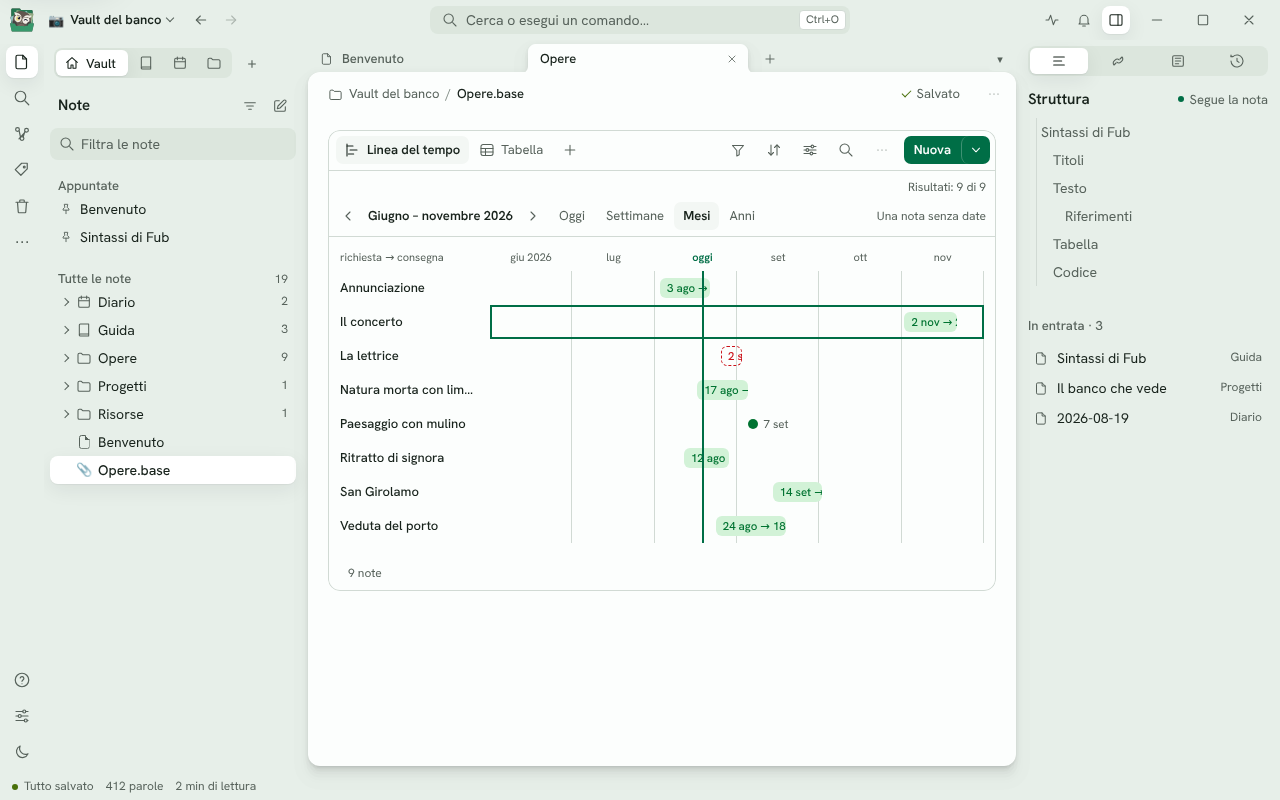 Vault del banco
Cerca o esegui un comando...
Ctrl+O
Vault
Note
Filtra le note
Appuntate
Benvenuto
Sintassi di Fub
Tutte le note 19
Diario 2
Guida 3
Opere 9
Progetti 1
Risorse 1
Benvenuto
Opere.base
Tutto salvato 412 parole 2 min di lettura
Benvenuto
Opere
Vault del banco / Opere.base
Salvato
Linea del tempo
Tabella
Nuova
Risultati: 9 di 9
Giugno – novembre 2026
Oggi
Settimane
Mesi
Anni
Una nota senza date
richiesta → consegna
giu 2026 lug oggi set ott nov
Annunciazione 3 ago →
Il concerto 2 nov →
La lettrice 2 s
Natura morta con lim... 17 ago –
Paesaggio con mulino 7 set
Ritratto di signora 12 ago
San Girolamo 14 set →
Veduta del porto 24 ago → 18
9 note
Struttura
Segue la nota
Sintassi di Fub
Titoli
Testo
Riferimenti
Tabella
Codice
In entrata · 3
Sintassi di Fub Guida
Il banco che vede Progetti
2026-08-19 Diario